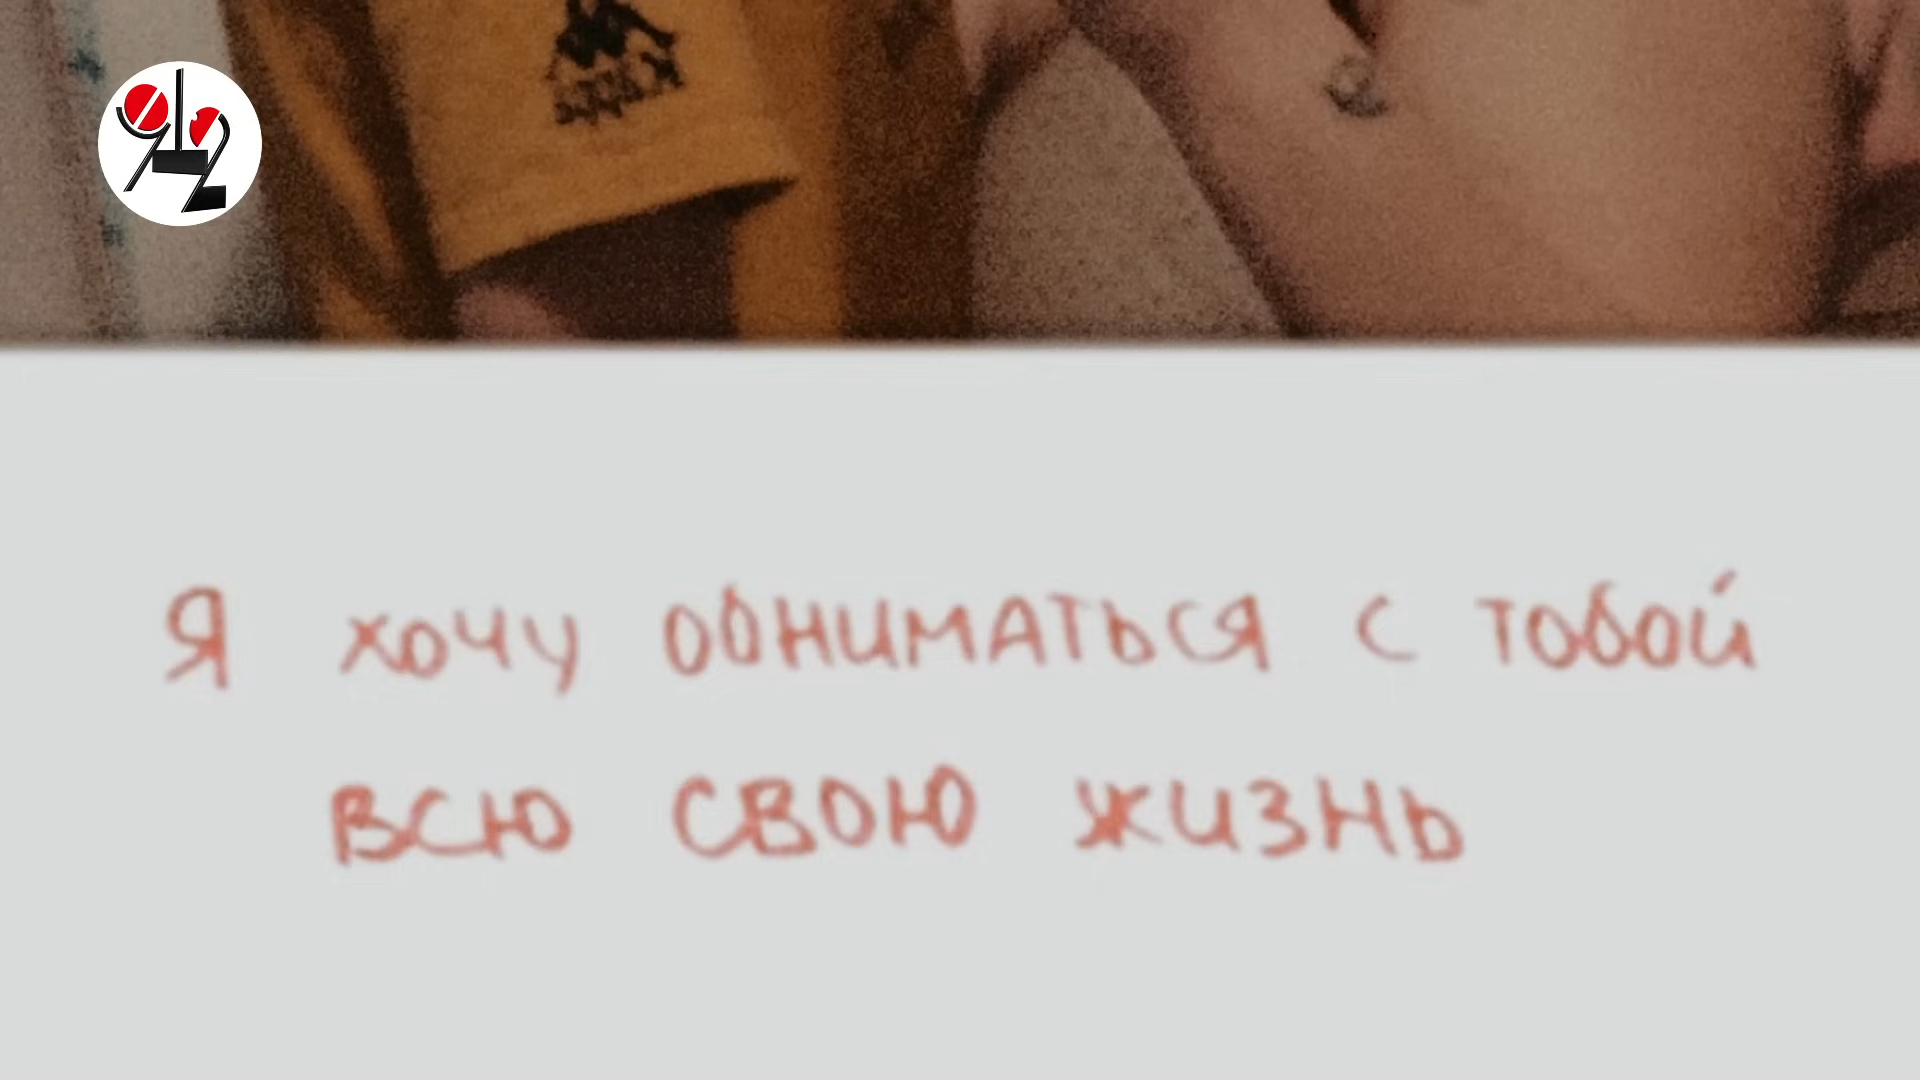 Я хочу обниматься с тобой
всю свою жизнь